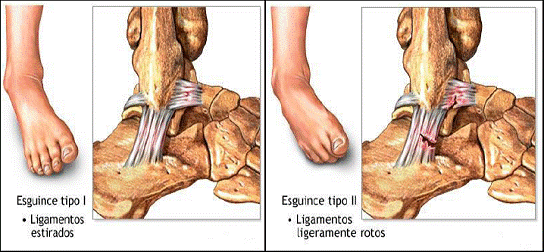 Esguince tipo I
• Ligamentos
estirados
Esguince tipo II
• Ligamentos
ligeramente rotos